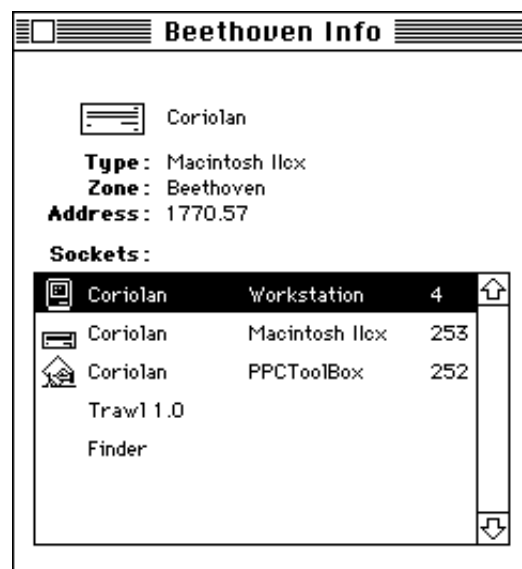 Beethoven Info
Coriolan
Type: Macintosh IIcx
Zone: Beethoven
Address: 1770.57
Sockets:
Coriolan Workstation 4
Coriolan Macintosh IIcx 253
Coriolan PPCToolBox 252
Trawl 1.0
Finder